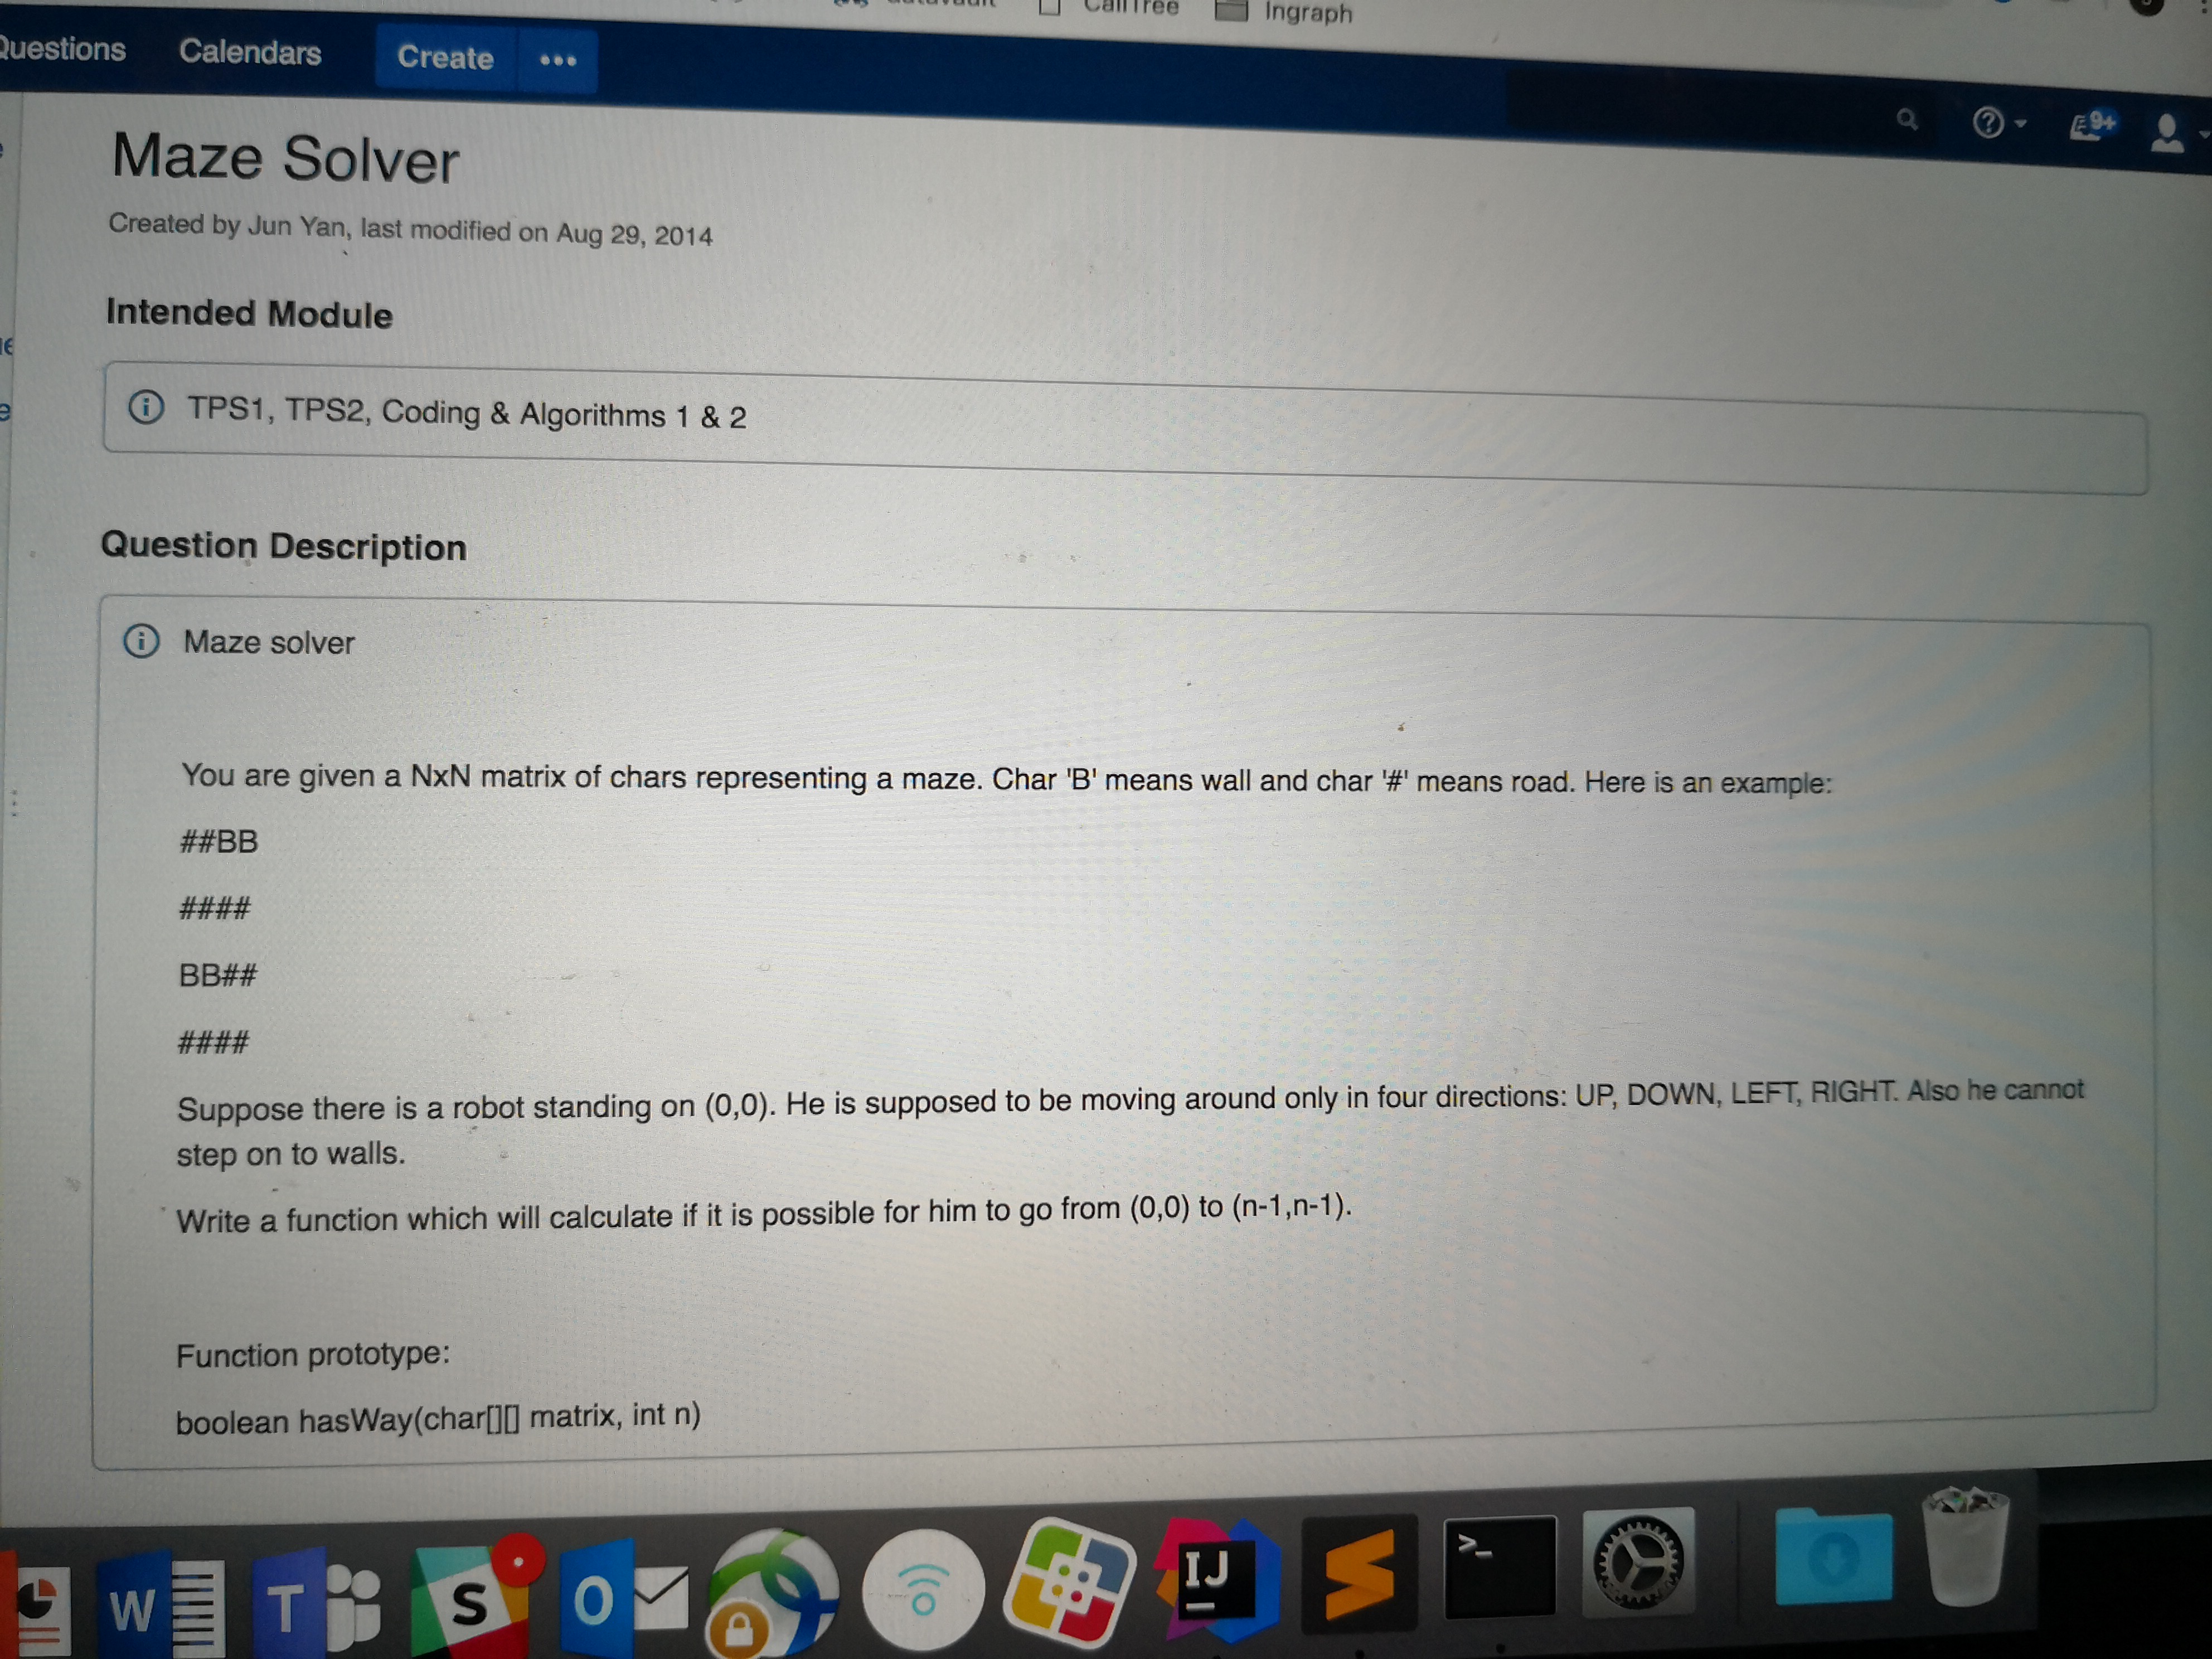 CallTree Ingraph
Questions Calendars Create •••
9+
Maze Solver
Created by Jun Yan, last modified on Aug 29, 2014
Intended Module
TPS1, TPS2, Coding & Algorithms 1 & 2
Question Description
Maze solver
You are given a NxN matrix of chars representing a maze. Char 'B' means wall and char '#' means road. Here is an example:
##BB
####
BB##
####
Suppose there is a robot standing on (0,0). He is supposed to be moving around only in four directions: UP, DOWN, LEFT, RIGHT. Also he cannot
step on to walls.
Write a function which will calculate if it is possible for him to go from (0,0) to (n-1,n-1).
Function prototype:
boolean hasWay(char[][] matrix, int n)
W T S O IJ >_